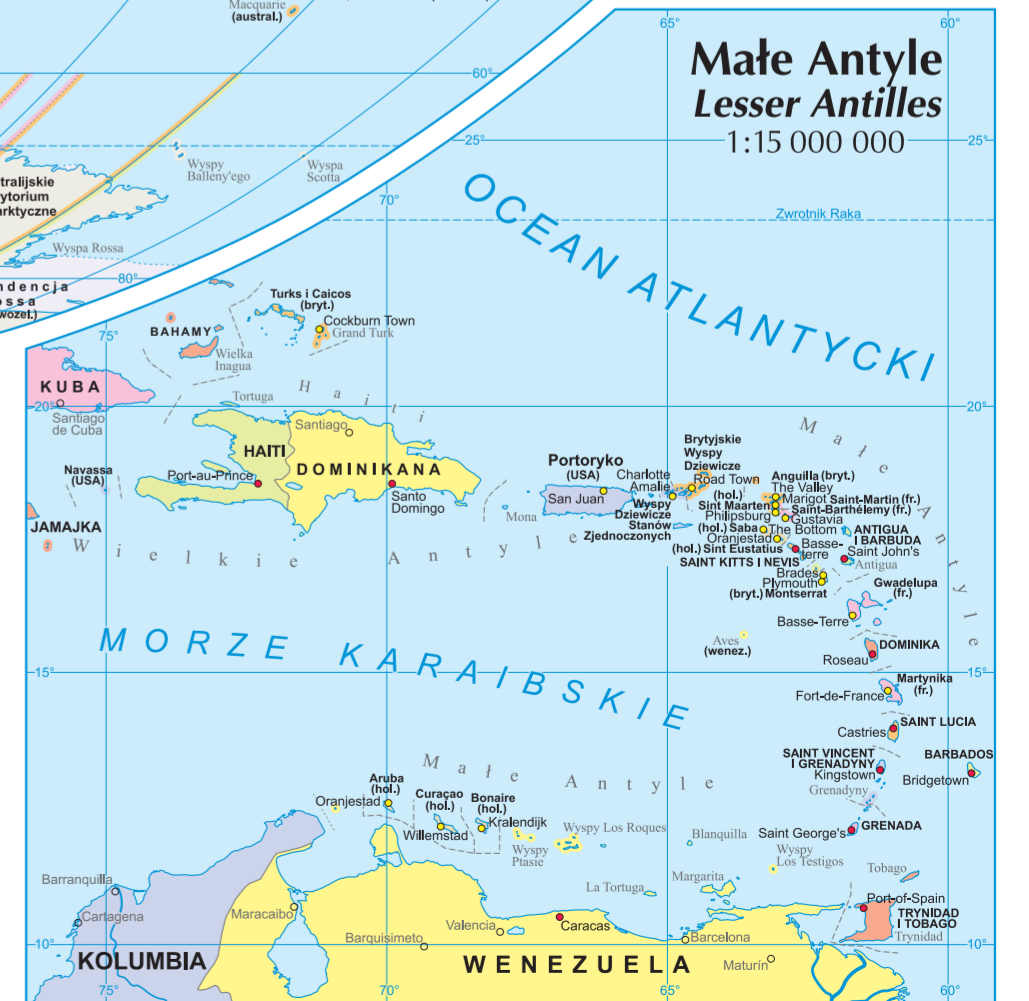 Macquarie
(austral.)
60°
65°
60°
Małe Antyle
Lesser Antilles
1:15 000 000
25°
25°
Wyspy
Balleny'ego
Wyspa
Scotta
tralijskie
ytorium
arktyczne
70°
OCEAN ATLANTYCKI
Zwrotnik Raka
Wyspa Rossa
80°
ndencja
ossa
wozel.)
75°
Turks i Caicos
(bryt.)
Cockburn Town
Grand Turk
BAHAMY
Wielka
Inagua
KUBA
Santiago
de Cuba
20°
20°
Tortuga
Haiti
Santiago
HAITI
DOMINIKANA
Port-au-Prince
Santo
Domingo
Navassa
(USA)
JAMAJKA
Wielkie Antyle
Mona
Portoryko
(USA)
San Juan
Charlotte
Amalie
Brytyjskie
Wyspy
Dziewicze
Road Town
Wyspy
Dziewicze
Stanów
Zjednoczonych
Małe Antyle
Anguilla (bryt.)
The Valley
(hol.)
Sint Maarten
Marigot
Saint-Martin (fr.)
Saint-Barthélemy (fr.)
Philipsburg
Gustavia
(hol.) Saba
The Bottom
Oranjestad
(hol.) Sint Eustatius
ANTIGUA
I BARBUDA
Basse-
terre
Saint John's
Antigua
SAINT KITTS I NEVIS
Brades
Plymouth
(bryt.) Montserrat
Gwadelupa
(fr.)
Basse-Terre
MORZE KARAIBSKIE
Aves
(wenez.)
DOMINIKA
Roseau
15°
15°
Martynika
(fr.)
Fort-de-France
SAINT LUCIA
Castries
SAINT VINCENT
I GRENADYNY
Kingstown
Grenadyny
BARBADOS
Bridgetown
Małe Antyle
Aruba
(hol.)
Oranjestad
Curaçao
(hol.)
Willemstad
Bonaire
(hol.)
Kralendijk
Wyspy
Ptasie
Wyspy Los Roques
Blanquilla
Saint George's
GRENADA
Wyspy
Los Testigos
Tobago
La Tortuga
Margarita
Port-of-Spain
TRYNIDAD
I TOBAGO
Trynidad
Barranquilla
Cartagena
Maracaibo
Valencia
Caracas
Barquisimeto
Barcelona
Maturín
10°
10°
KOLUMBIA
WENEZUELA
75°
70°
65°
60°